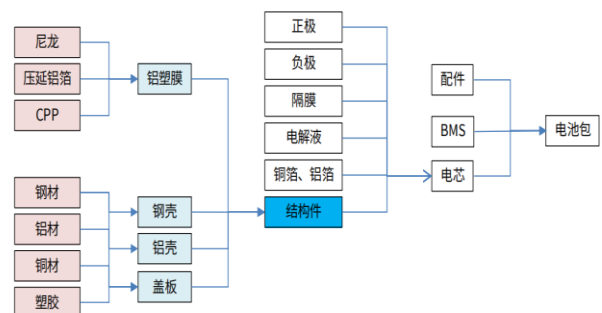 尼龙
压延铝箔
CPP
铝塑膜
钢材
铝材
铜材
塑胶
钢壳
铝壳
盖板
正极
负极
隔膜
电解液
铜箔、铝箔
结构件
配件
BMS
电芯
电池包